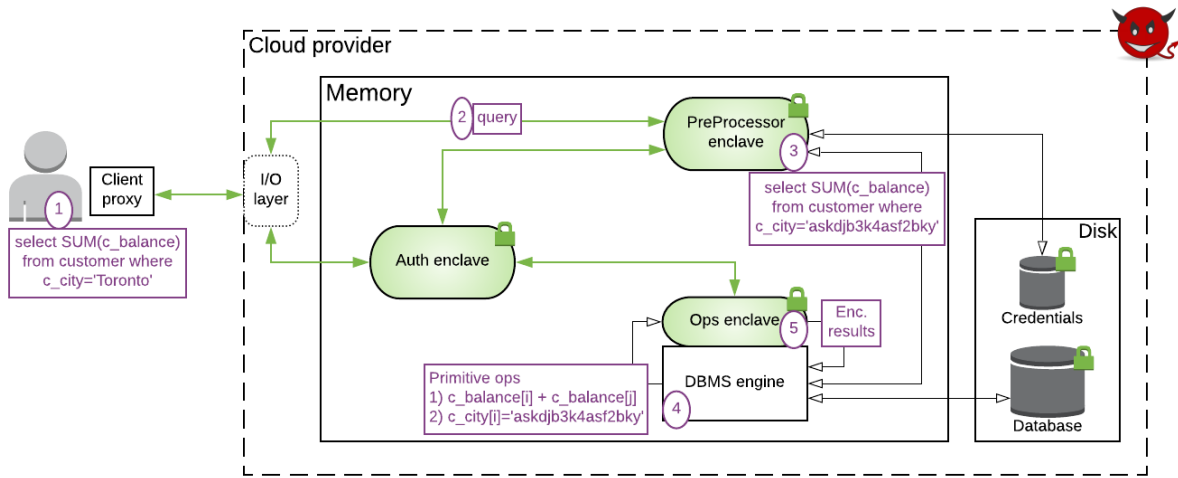 Cloud provider
Memory
2
query
PreProcessor
enclave
3
select SUM(c_balance)
from customer where
c_city='askdjb3k4asf2bky'
Client
proxy
I/O
layer
1
select SUM(c_balance)
from customer where
c_city='Toronto'
Auth enclave
Disk
Credentials
Database
Ops enclave
5
Enc.
results
DBMS engine
4
Primitive ops
1) c_balance[i] + c_balance[j]
2) c_city[i]='askdjb3k4asf2bky'